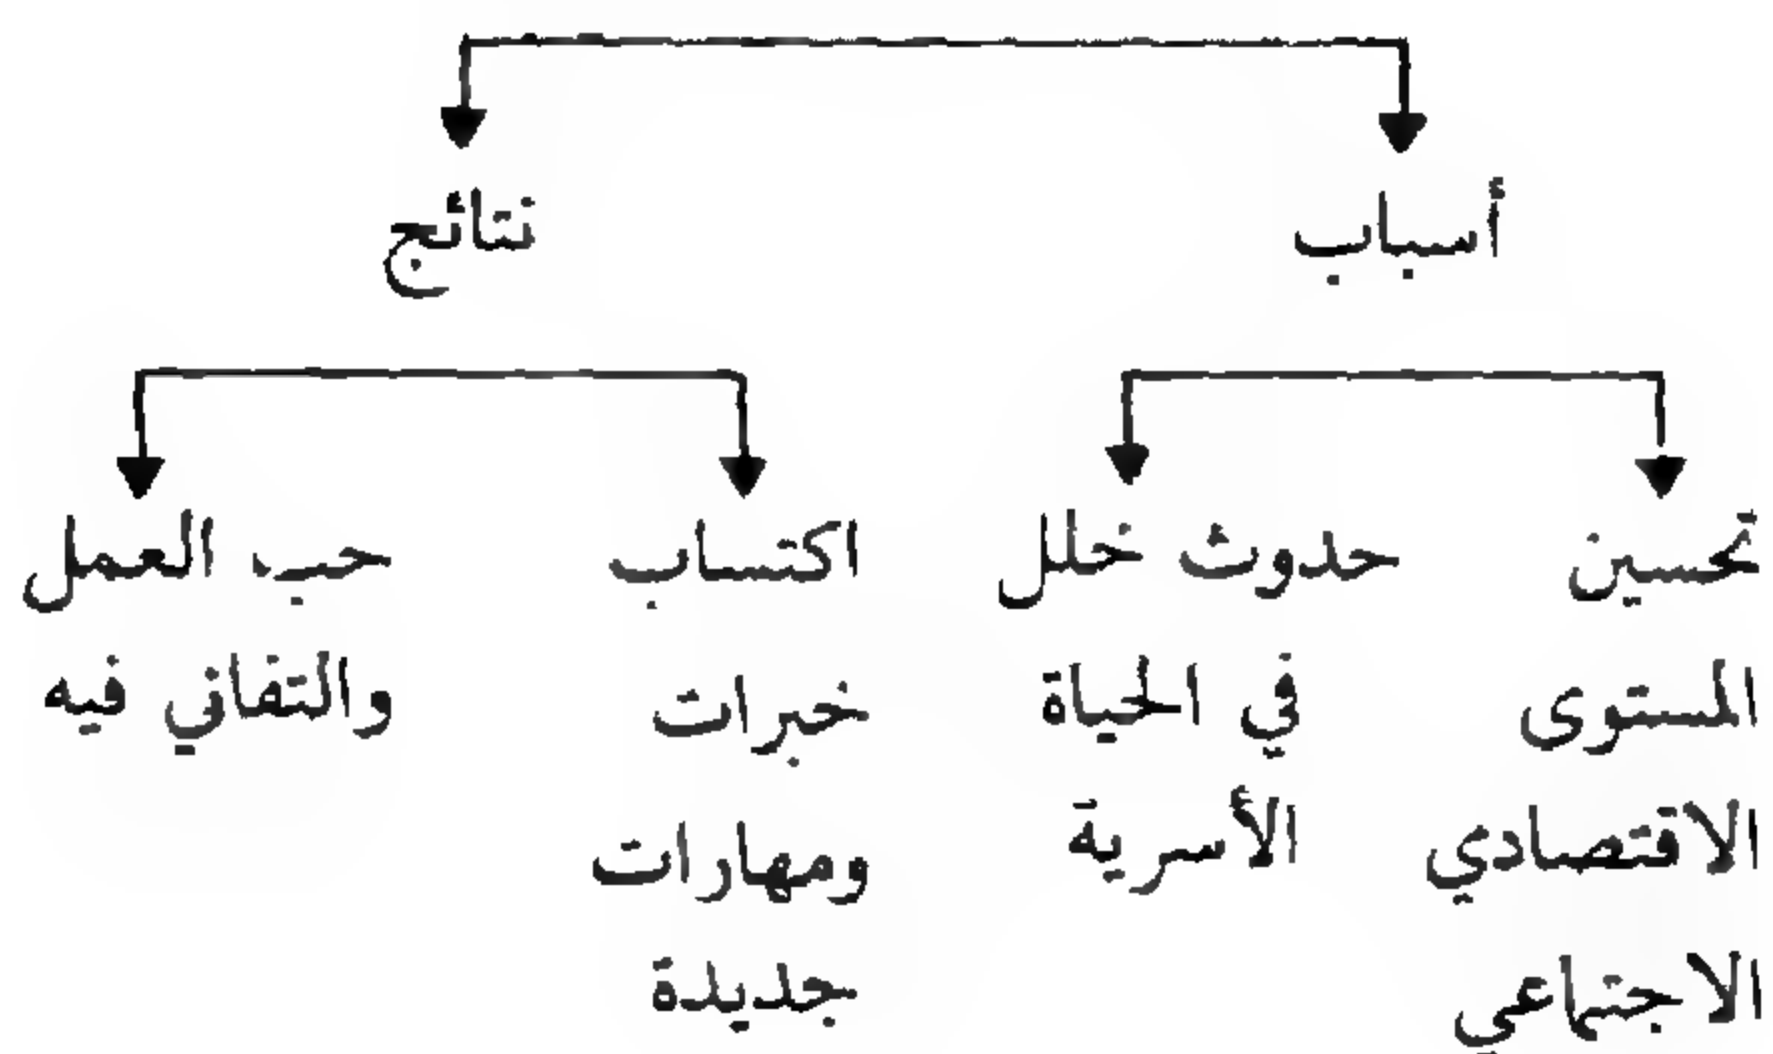 أسباب
نتائج
تحسين
المستوى
الاقتصادي
الاجتماعي
حدوث خلل
في الحياة
الأسرية
اكتساب
خبرات
ومهارات
جديدة
حب العمل
والتفاني فيه